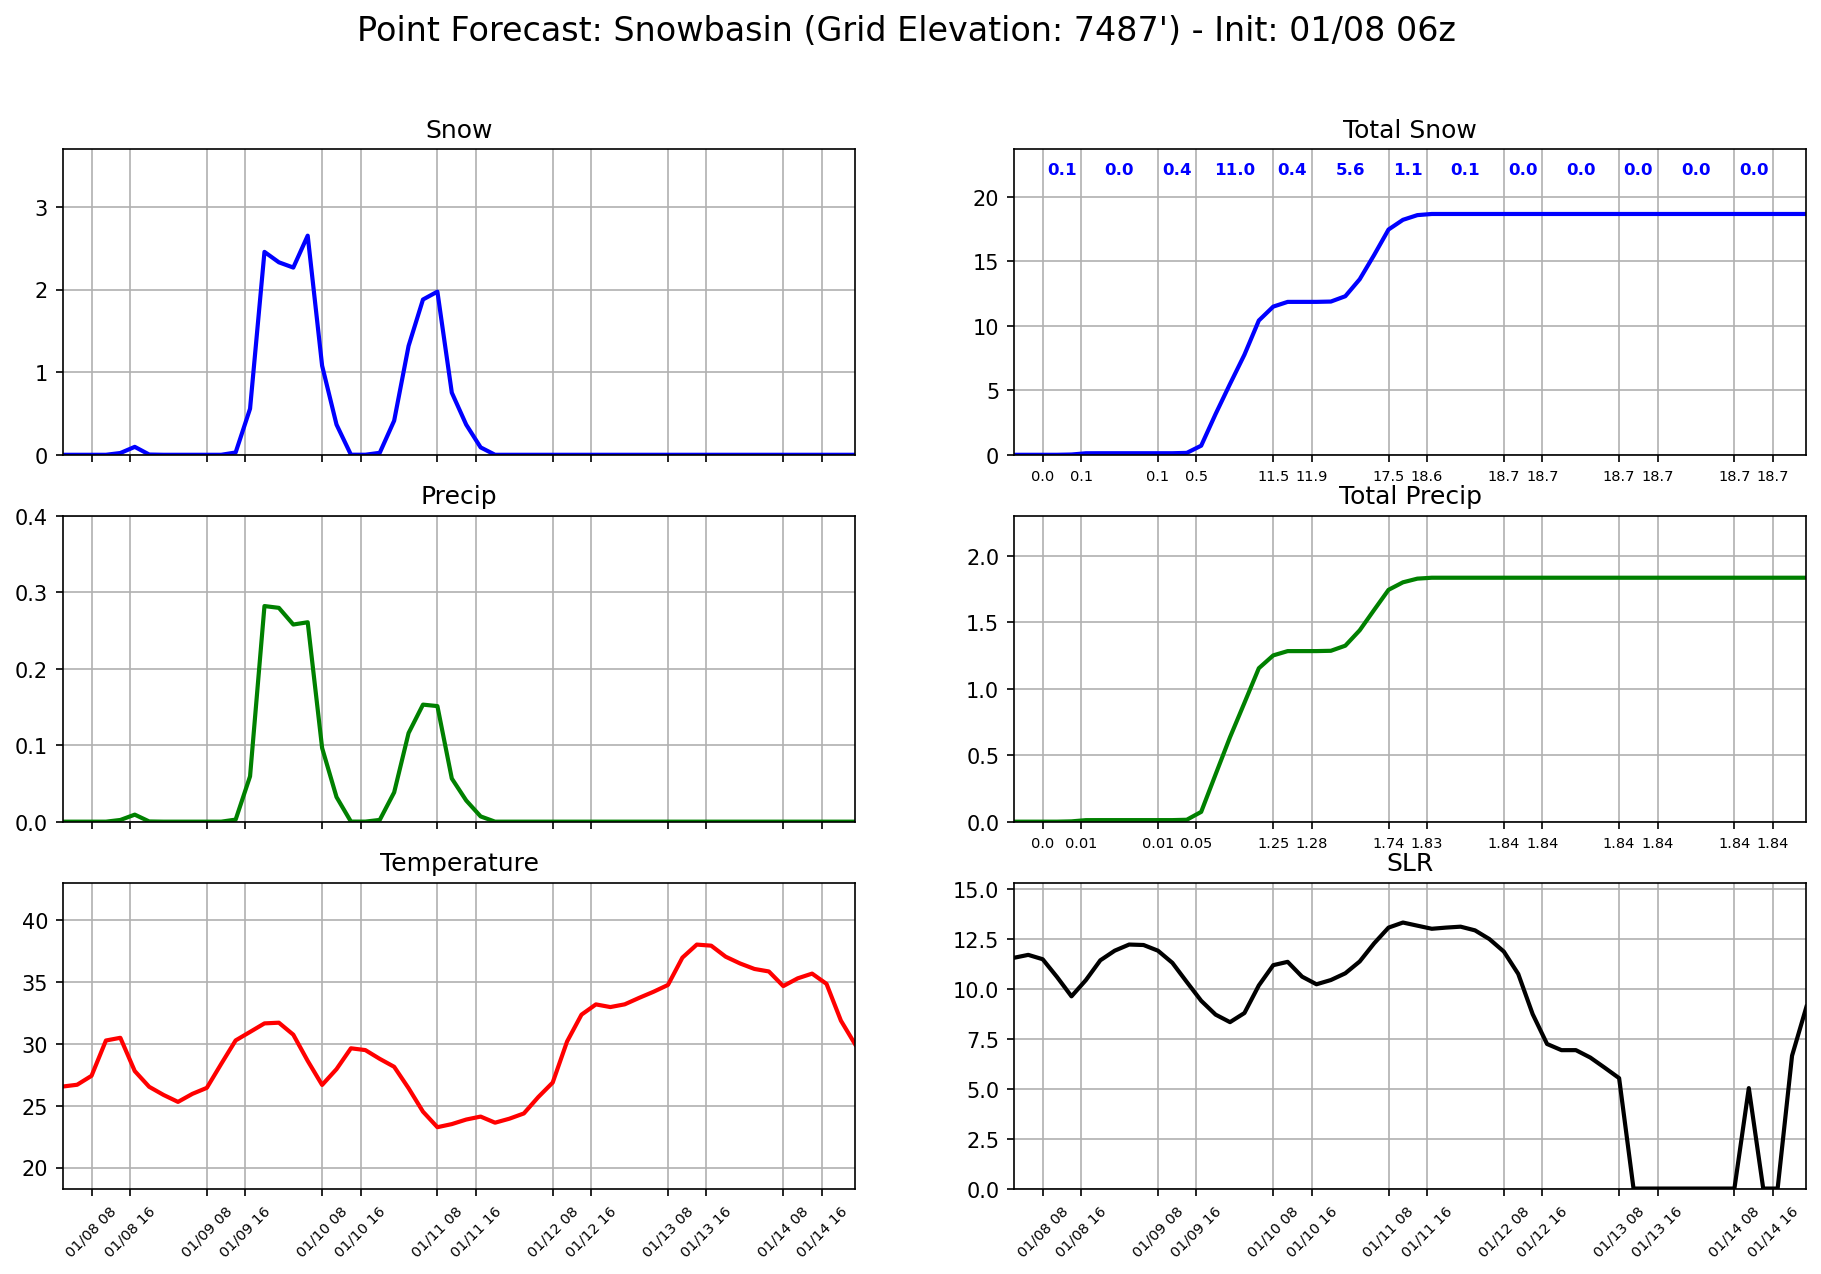 Point Forecast: Snowbasin (Grid Elevation: 7487') - Init: 01/08 06z
Snow
3
2
1
0
Total Snow
0.1 0.0 0.4 11.0 0.4 5.6 1.1 0.1 0.0 0.0 0.0 0.0 0.0
20
15
10
5
0
0.0 0.1 0.1 0.5 11.5 11.9 17.5 18.6 18.7 18.7 18.7 18.7 18.7 18.7
Precip
0.4
0.3
0.2
0.1
0.0
Total Precip
2.0
1.5
1.0
0.5
0.0
0.0 0.01 0.01 0.05 1.25 1.28 1.74 1.83 1.84 1.84 1.84 1.84 1.84 1.84
Temperature
40
35
30
25
20
01/08 08 01/08 16 01/09 08 01/09 16 01/10 08 01/10 16 01/11 08 01/11 16 01/12 08 01/12 16 01/13 08 01/13 16 01/14 08 01/14 16
SLR
15.0
12.5
10.0
7.5
5.0
2.5
0.0
01/08 08 01/08 16 01/09 08 01/09 16 01/10 08 01/10 16 01/11 08 01/11 16 01/12 08 01/12 16 01/13 08 01/13 16 01/14 08 01/14 16